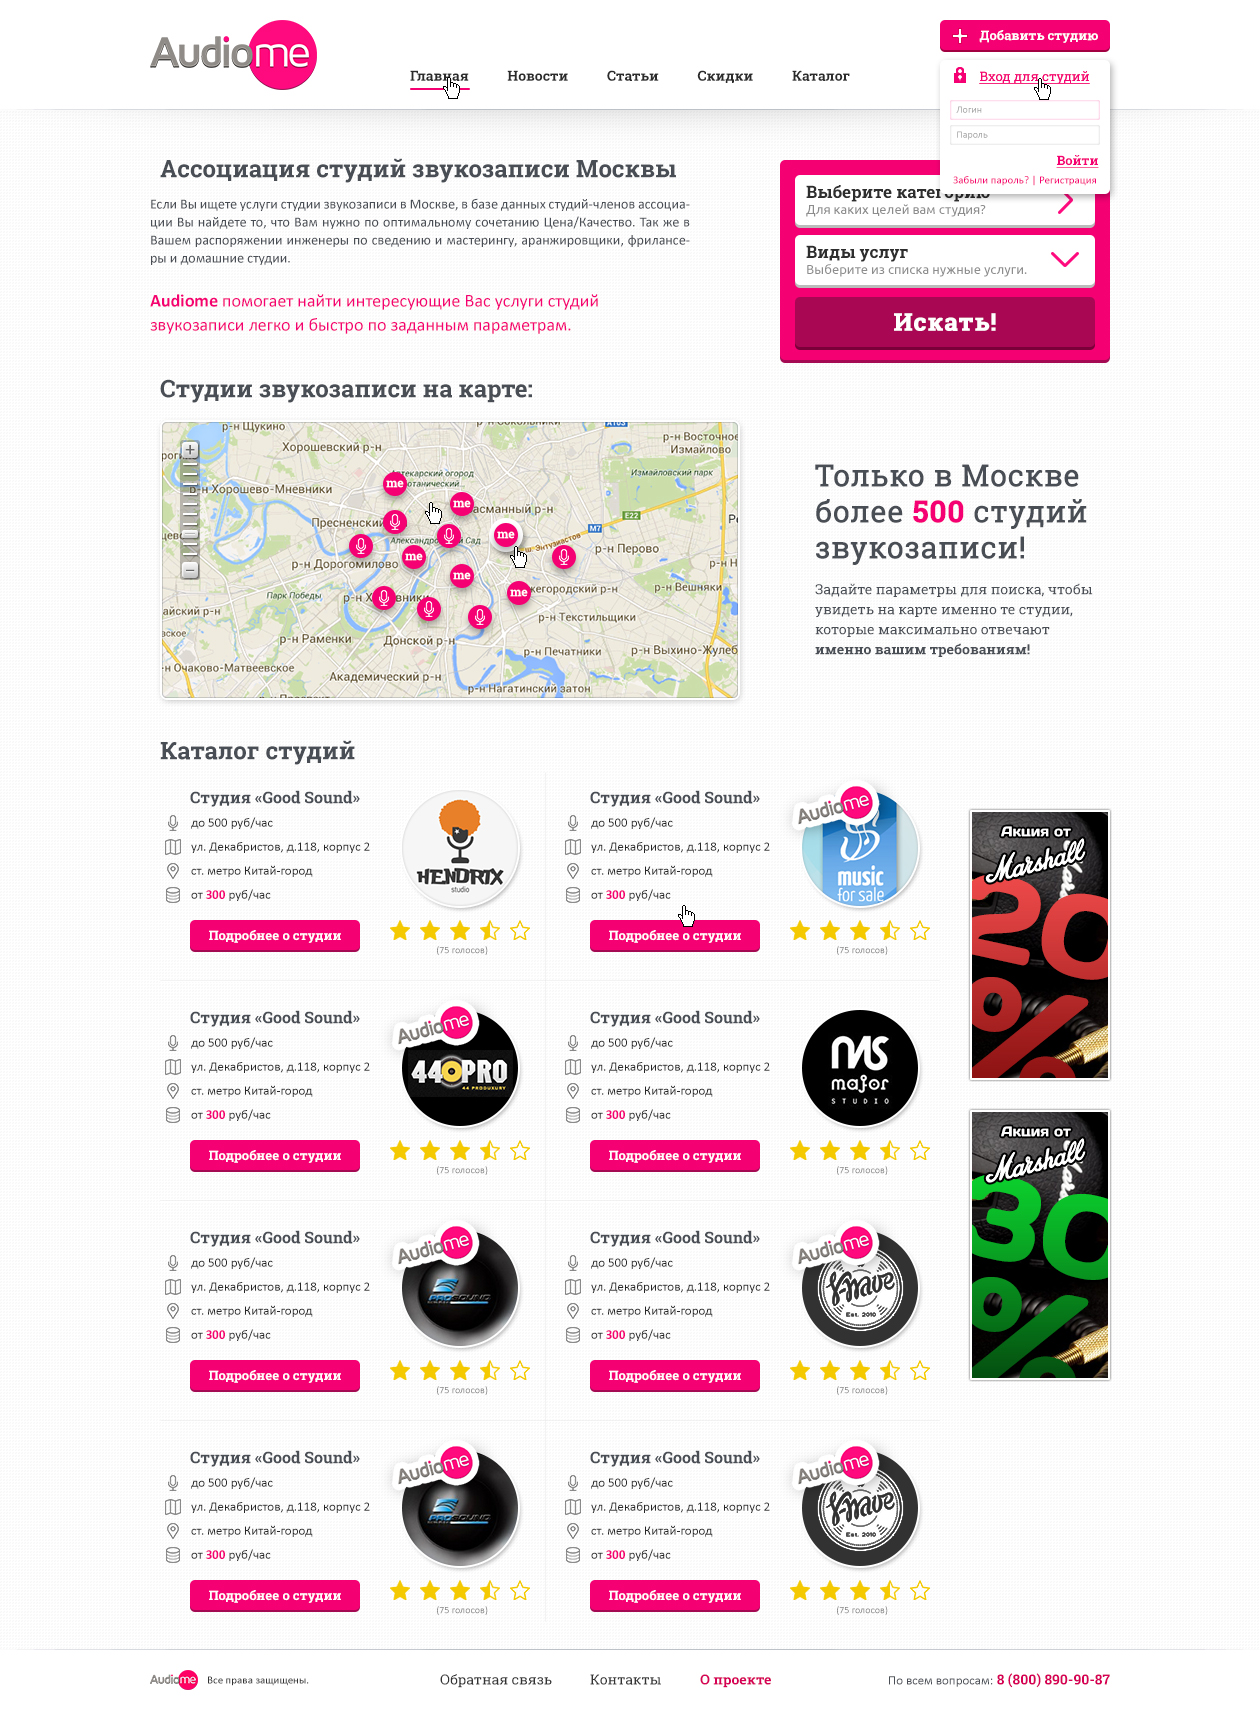 Audiome
Главная
Новости
Статьи
Скидки
Каталог
Добавить студию
Вход для студий
Логин
Пароль
Войти
Забыли пароль? | Регистрация
Ассоциация студий звукозаписи Москвы
Если Вы ищете услуги студии звукозаписи в Москве, в базе данных студий-членов ассоциа-
ции Вы найдете то, что Вам нужно по оптимальному сочетанию Цена/Качество. Так же в
Вашем распоряжении инженеры по сведению и мастерингу, аранжировщики, фрилансе-
ры и домашние студии.
Audiome помогает найти интересующие Вас услуги студий
звукозаписи легко и быстро по заданным параметрам.
Выберите категорию
Для каких целей вам студия?
Виды услуг
Выберите из списка нужные услуги.
Искать!
Студии звукозаписи на карте:
р-н Щукино
р-н Восточное
Измайлово
Хорошевский р-н
Измайловский парк
р-н Хорошево-Мневники
me
me
E22
Пресненский
M7
me
р-н Перово
me
р-н Дорогомилово
me
р-н Вешняки
Парк Победы
me
р-н Текстильщики
р-н Раменки
Донской р-н
р-н Печатники
р-н Выхино-Жулеб
н Очаково-Матвеевское
Академический р-н
р-н Нагатинский затон
Только в Москве
более 500 студий
звукозаписи!
Задайте параметры для поиска, чтобы
увидеть на карте именно те студии,
которые максимально отвечают
именно вашим требованиям!
Каталог студий
Студия «Good Sound»
до 500 руб/час
ул. Декабристов, д.118, корпус 2
ст. метро Китай-город
от 300 руб/час
Подробнее о студии
HENDRIX
studio
(75 голосов)
Студия «Good Sound»
до 500 руб/час
ул. Декабристов, д.118, корпус 2
ст. метро Китай-город
от 300 руб/час
Подробнее о студии
Audiome
music
for sale
(75 голосов)
Акция от
Marshall
20
%
Студия «Good Sound»
до 500 руб/час
ул. Декабристов, д.118, корпус 2
ст. метро Китай-город
от 300 руб/час
Подробнее о студии
Audiome
44 PRO
44 PRODUXURY
(75 голосов)
Студия «Good Sound»
до 500 руб/час
ул. Декабристов, д.118, корпус 2
ст. метро Китай-город
от 300 руб/час
Подробнее о студии
MS
major
STUDIO
(75 голосов)
Акция от
Marshall
30
%
Студия «Good Sound»
до 500 руб/час
ул. Декабристов, д.118, корпус 2
ст. метро Китай-город
от 300 руб/час
Подробнее о студии
Audiome
PROSOUND
(75 голосов)
Студия «Good Sound»
до 500 руб/час
ул. Декабристов, д.118, корпус 2
ст. метро Китай-город
от 300 руб/час
Подробнее о студии
Audiome
V-Wave
Est. 2010
(75 голосов)
Студия «Good Sound»
до 500 руб/час
ул. Декабристов, д.118, корпус 2
ст. метро Китай-город
от 300 руб/час
Подробнее о студии
Audiome
PROSOUND
(75 голосов)
Студия «Good Sound»
до 500 руб/час
ул. Декабристов, д.118, корпус 2
ст. метро Китай-город
от 300 руб/час
Подробнее о студии
Audiome
V-Wave
Est. 2010
(75 голосов)
Audiome
Все права защищены.
Обратная связь
Контакты
О проекте
По всем вопросам: 8 (800) 890-90-87